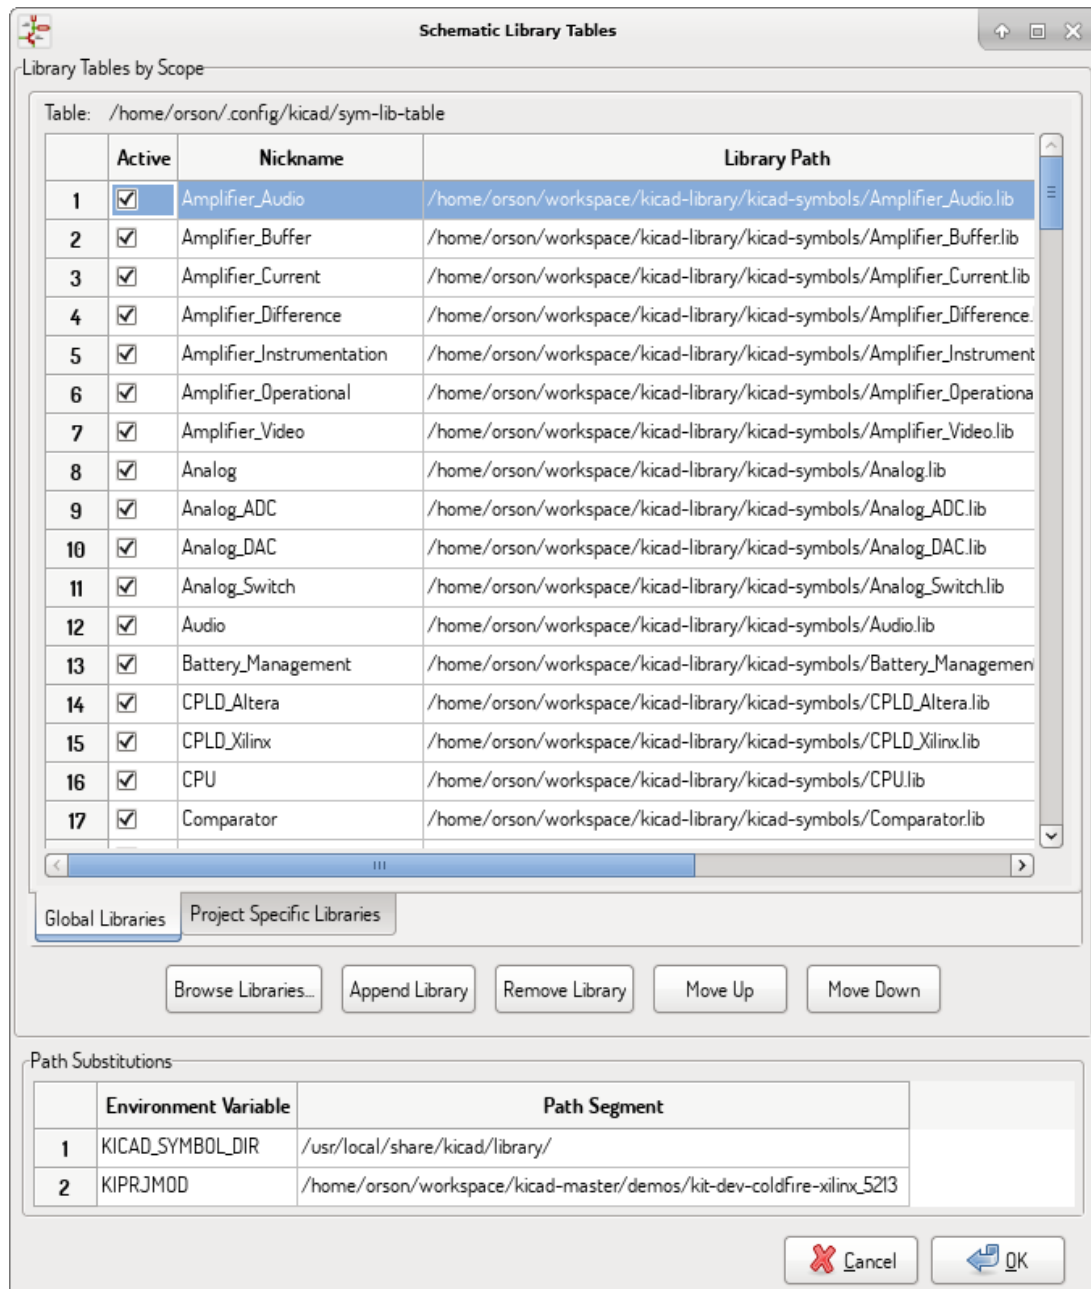 Schematic Library Tables
Library Tables by Scope
Table: /home/orson/.config/kicad/sym-lib-table
Active Nickname Library Path
1 Amplifier_Audio /home/orson/workspace/kicad-library/kicad-symbols/Amplifier_Audio.lib
2 Amplifier_Buffer /home/orson/workspace/kicad-library/kicad-symbols/Amplifier_Buffer.lib
3 Amplifier_Current /home/orson/workspace/kicad-library/kicad-symbols/Amplifier_Current.lib
4 Amplifier_Difference /home/orson/workspace/kicad-library/kicad-symbols/Amplifier_Difference.
5 Amplifier_Instrumentation /home/orson/workspace/kicad-library/kicad-symbols/Amplifier_Instrument
6 Amplifier_Operational /home/orson/workspace/kicad-library/kicad-symbols/Amplifier_Operationa
7 Amplifier_Video /home/orson/workspace/kicad-library/kicad-symbols/Amplifier_Video.lib
8 Analog /home/orson/workspace/kicad-library/kicad-symbols/Analog.lib
9 Analog_ADC /home/orson/workspace/kicad-library/kicad-symbols/Analog_ADC.lib
10 Analog_DAC /home/orson/workspace/kicad-library/kicad-symbols/Analog_DAC.lib
11 Analog_Switch /home/orson/workspace/kicad-library/kicad-symbols/Analog_Switch.lib
12 Audio /home/orson/workspace/kicad-library/kicad-symbols/Audio.lib
13 Battery_Management /home/orson/workspace/kicad-library/kicad-symbols/Battery_Management
14 CPLD_Altera /home/orson/workspace/kicad-library/kicad-symbols/CPLD_Altera.lib
15 CPLD_Xilinx /home/orson/workspace/kicad-library/kicad-symbols/CPLD_Xilinx.lib
16 CPU /home/orson/workspace/kicad-library/kicad-symbols/CPU.lib
17 Comparator /home/orson/workspace/kicad-library/kicad-symbols/Comparator.lib
Global Libraries Project Specific Libraries
Browse Libraries... Append Library Remove Library Move Up Move Down
Path Substitutions
Environment Variable Path Segment
1 KICAD_SYMBOL_DIR /usr/local/share/kicad/library/
2 KIPRJMOD /home/orson/workspace/kicad-master/demos/kit-dev-coldfire-xilinx_5213
Cancel OK